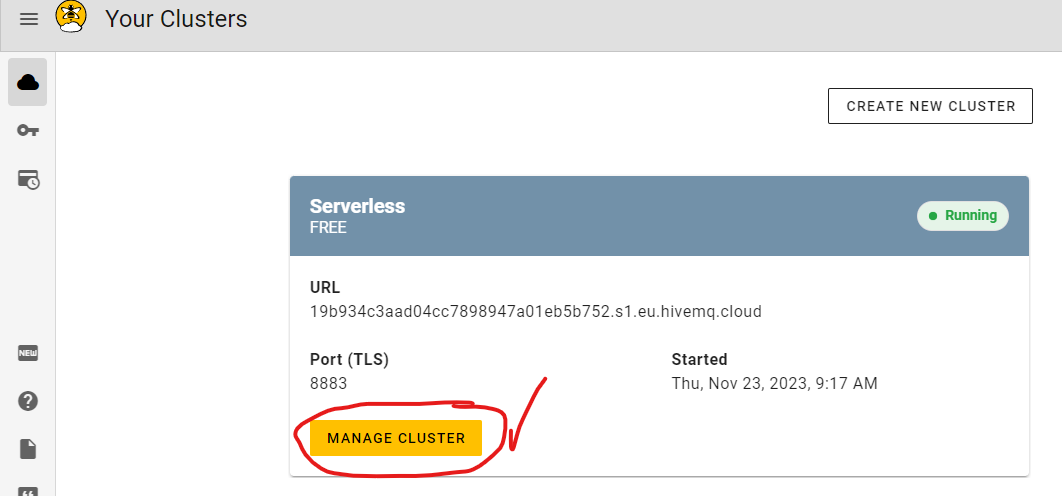 Your Clusters
CREATE NEW CLUSTER
Serverless
FREE
Running
URL
19b934c3aad04cc7898947a01eb5b752.s1.eu.hivemq.cloud
Port (TLS)
8883
Started
Thu, Nov 23, 2023, 9:17 AM
NEW
MANAGE CLUSTER